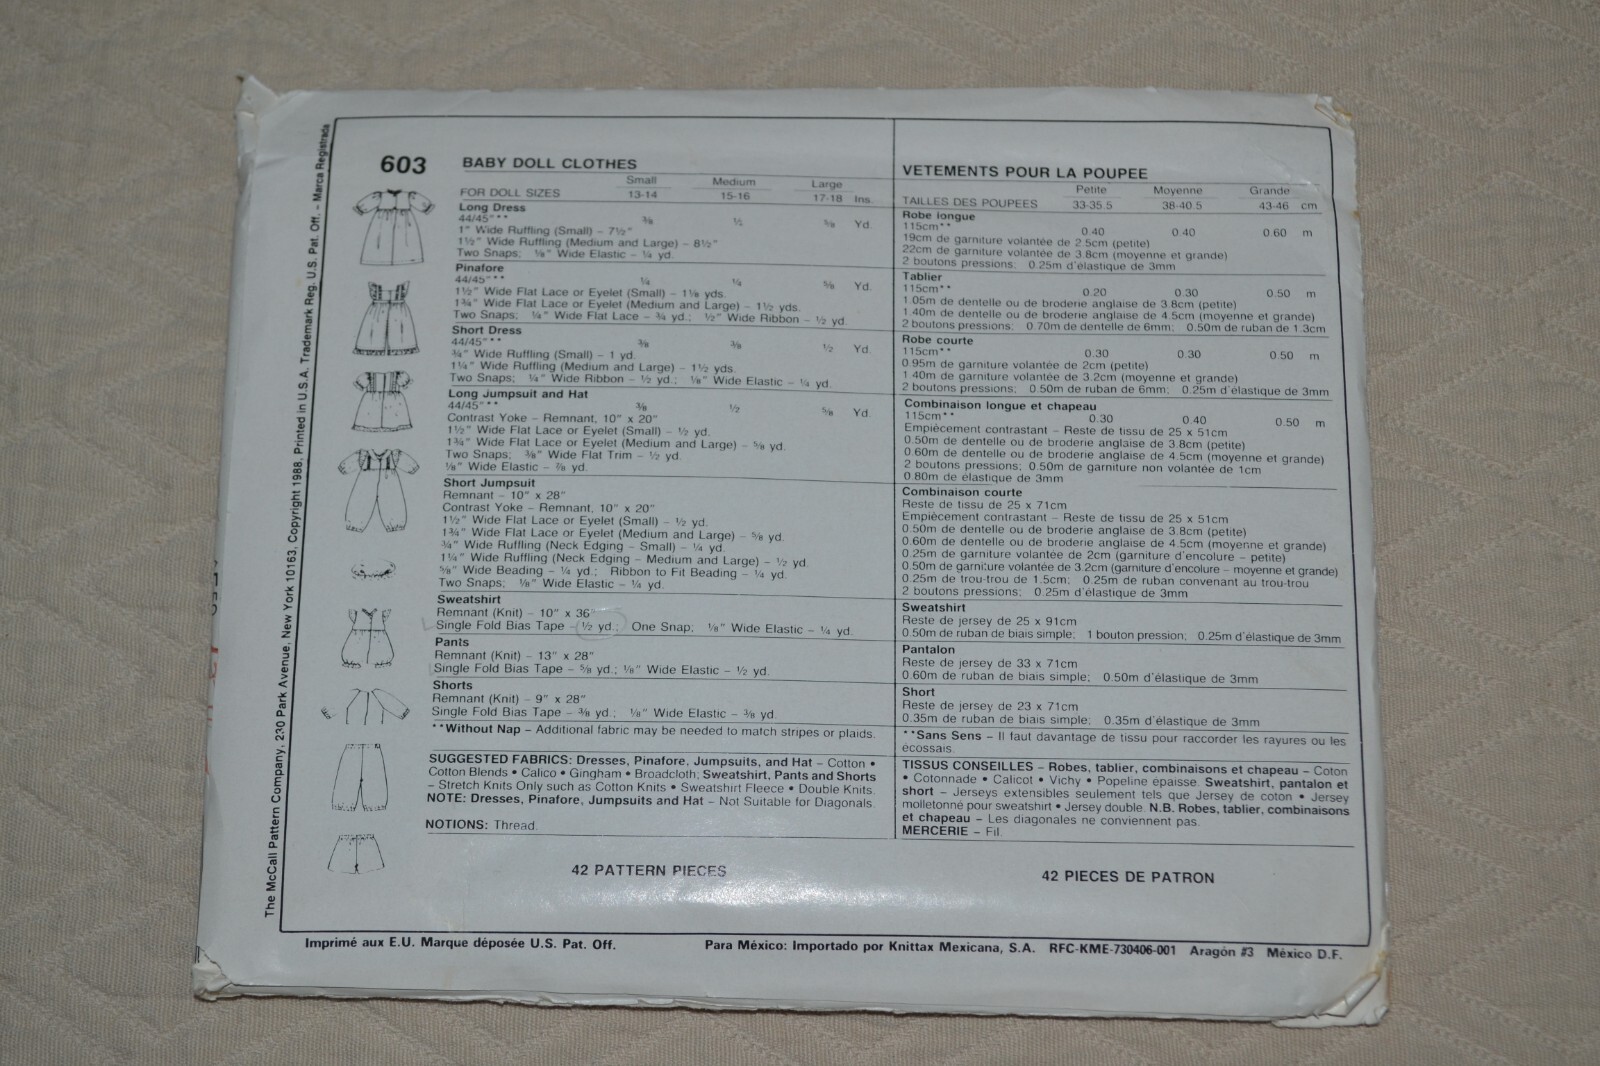 The McCall Pattern Company, 230 Park Avenue, New York 10163. Copyright 1988. Printed in U.S.A. Trademark Reg. U.S. Pat. Off. - Marca Registrada
603
BABY DOLL CLOTHES
Small Medium Large
FOR DOLL SIZES 13-14 15-16 17-18 Ins.
Long Dress
44/45"** 3/8 1/2 5/8 Yd.
1" Wide Ruffling (Small) – 7½"
1½" Wide Ruffling (Medium and Large) – 8½"
Two Snaps; ⅛" Wide Elastic – ¼ yd.
Pinafore
44/45"** ¼ ¼ ⅝ Yd.
1½" Wide Flat Lace or Eyelet (Small) – 1⅛ yds.
1¾" Wide Flat Lace or Eyelet (Medium and Large) – 1½ yds.
Two Snaps; ¼" Wide Flat Lace – ¾ yd.; ½" Wide Ribbon – ½ yd.
Short Dress
44/45"** ⅜ ⅜ ½ Yd.
¾" Wide Ruffling (Small) – 1 yd.
1¼" Wide Ruffling (Medium and Large) – 1½ yds.
Two Snaps; ¼" Wide Ribbon – ½ yd.; ⅛" Wide Elastic – ¼ yd.
Long Jumpsuit and Hat
44/45"** ⅜ ½ ⅝ Yd.
Contrast Yoke – Remnant, 10" x 20"
1½" Wide Flat Lace or Eyelet (Small) – ½ yd.
1¾" Wide Flat Lace or Eyelet (Medium and Large) – ⅝ yd.
Two Snaps; ⅜" Wide Flat Trim – ½ yd.
⅛" Wide Elastic – ⅞ yd.
Short Jumpsuit
Remnant – 10" x 28"
Contrast Yoke – Remnant, 10" x 20"
1½" Wide Flat Lace or Eyelet (Small) – ½ yd.
1¾" Wide Flat Lace or Eyelet (Medium and Large) – ⅝ yd.
¾" Wide Ruffling (Neck Edging – Small) – ¼ yd.
1¼" Wide Ruffling (Neck Edging – Medium and Large) – ½ yd.
⅝" Wide Beading – ¼ yd.; Ribbon to Fit Beading – ¼ yd.
Two Snaps; ⅛" Wide Elastic – ¼ yd.
Sweatshirt
Remnant (Knit) – 10" x 36"
Single Fold Bias Tape – ½ yd.; One Snap; ⅛" Wide Elastic – ¼ yd.
Pants
Remnant (Knit) – 13" x 28"
Single Fold Bias Tape – ⅝ yd.; ⅛" Wide Elastic – ½ yd.
Shorts
Remnant (Knit) – 9" x 28"
Single Fold Bias Tape – ⅜ yd.; ⅛" Wide Elastic – ⅜ yd.
**Without Nap – Additional fabric may be needed to match stripes or plaids.
SUGGESTED FABRICS: Dresses, Pinafore, Jumpsuits, and Hat – Cotton •
Cotton Blends • Calico • Gingham • Broadcloth; Sweatshirt, Pants and Shorts
– Stretch Knits Only such as Cotton Knits • Sweatshirt Fleece • Double Knits.
NOTE: Dresses, Pinafore, Jumpsuits and Hat – Not Suitable for Diagonals.
NOTIONS: Thread.
42 PATTERN PIECES
VETEMENTS POUR LA POUPEE
Petite Moyenne Grande
TAILLES DES POUPEES 33-35.5 38-40.5 43-46 cm
Robe longue
115cm** 0.40 0.40 0.60 m
19cm de garniture volantée de 2.5cm (petite)
22cm de garniture volantée de 3.8cm (moyenne et grande)
2 boutons pressions; 0.25m d'élastique de 3mm
Tablier
115cm** 0.20 0.30 0.50 m
1.05m de dentelle ou de broderie anglaise de 3.8cm (petite)
1.40m de dentelle ou de broderie anglaise de 4.5cm (moyenne et grande)
2 boutons pressions; 0.70m de dentelle de 6mm; 0.50m de ruban de 1.3cm
Robe courte
115cm** 0.30 0.30 0.50 m
0.95m de garniture volantée de 2cm (petite)
1.40m de garniture volantée de 3.2cm (moyenne et grande)
2 boutons pressions; 0.50m de ruban de 6mm; 0.25m d'élastique de 3mm
Combinaison longue et chapeau
115cm** 0.30 0.40 0.50 m
Empiècement contrastant – Reste de tissu de 25 x 51cm
0.50m de dentelle ou de broderie anglaise de 3.8cm (petite)
0.60m de dentelle ou de broderie anglaise de 4.5cm (moyenne et grande)
2 boutons pressions; 0.50m de garniture non volantée de 1cm
0.80m de élastique de 3mm
Combinaison courte
Reste de tissu de 25 x 71cm
Empiècement contrastant – Reste de tissu de 25 x 51cm
0.50m de dentelle ou de broderie anglaise de 3.8cm (petite)
0.60m de dentelle ou de broderie anglaise de 4.5cm (moyenne et grande)
0.25m de garniture volantée de 2cm (garniture d'encolure – petite)
0.50m de garniture volantée de 3.2cm (garniture d'encolure – moyenne et grande)
0.25m de trou-trou de 1.5cm; 0.25m de ruban convenant au trou-trou
2 boutons pressions; 0.25m d'élastique de 3mm
Sweatshirt
Reste de jersey de 25 x 91cm
0.50m de ruban de biais simple; 1 bouton pression; 0.25m d'élastique de 3mm
Pantalon
Reste de jersey de 33 x 71cm
0.60m de ruban de biais simple; 0.50m d'élastique de 3mm
Short
Reste de jersey de 23 x 71cm
0.35m de ruban de biais simple; 0.35m d'élastique de 3mm
**Sans Sens – Il faut davantage de tissu pour raccorder les rayures ou les
écossais.
TISSUS CONSEILLES – Robes, tablier, combinaisons et chapeau – Coton
• Cotonnade • Calicot • Vichy • Popeline épaisse. Sweatshirt, pantalon et
short – Jerseys extensibles seulement tels que Jersey de coton • Jersey
molletonné pour sweatshirt • Jersey double. N.B. Robes, tablier, combinaisons
et chapeau – Les diagonales ne conviennent pas.
MERCERIE – Fil.
42 PIECES DE PATRON
Imprimé aux E.U. Marque déposée U.S. Pat. Off.
Para México: Importado por Knittax Mexicana, S.A. RFC-KME-730406-001 Aragón #3 México D.F.